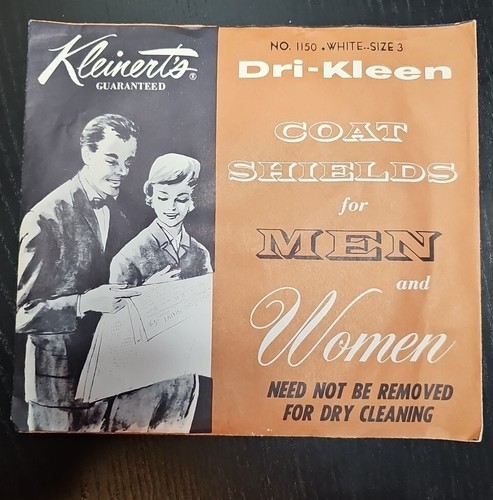 Kleinert's®
GUARANTEED
NO. 1150 . WHITE--SIZE 3
Dri-Kleen
COAT
SHIELDS
for
MEN
and
Women
NEED NOT BE REMOVED
FOR DRY CLEANING